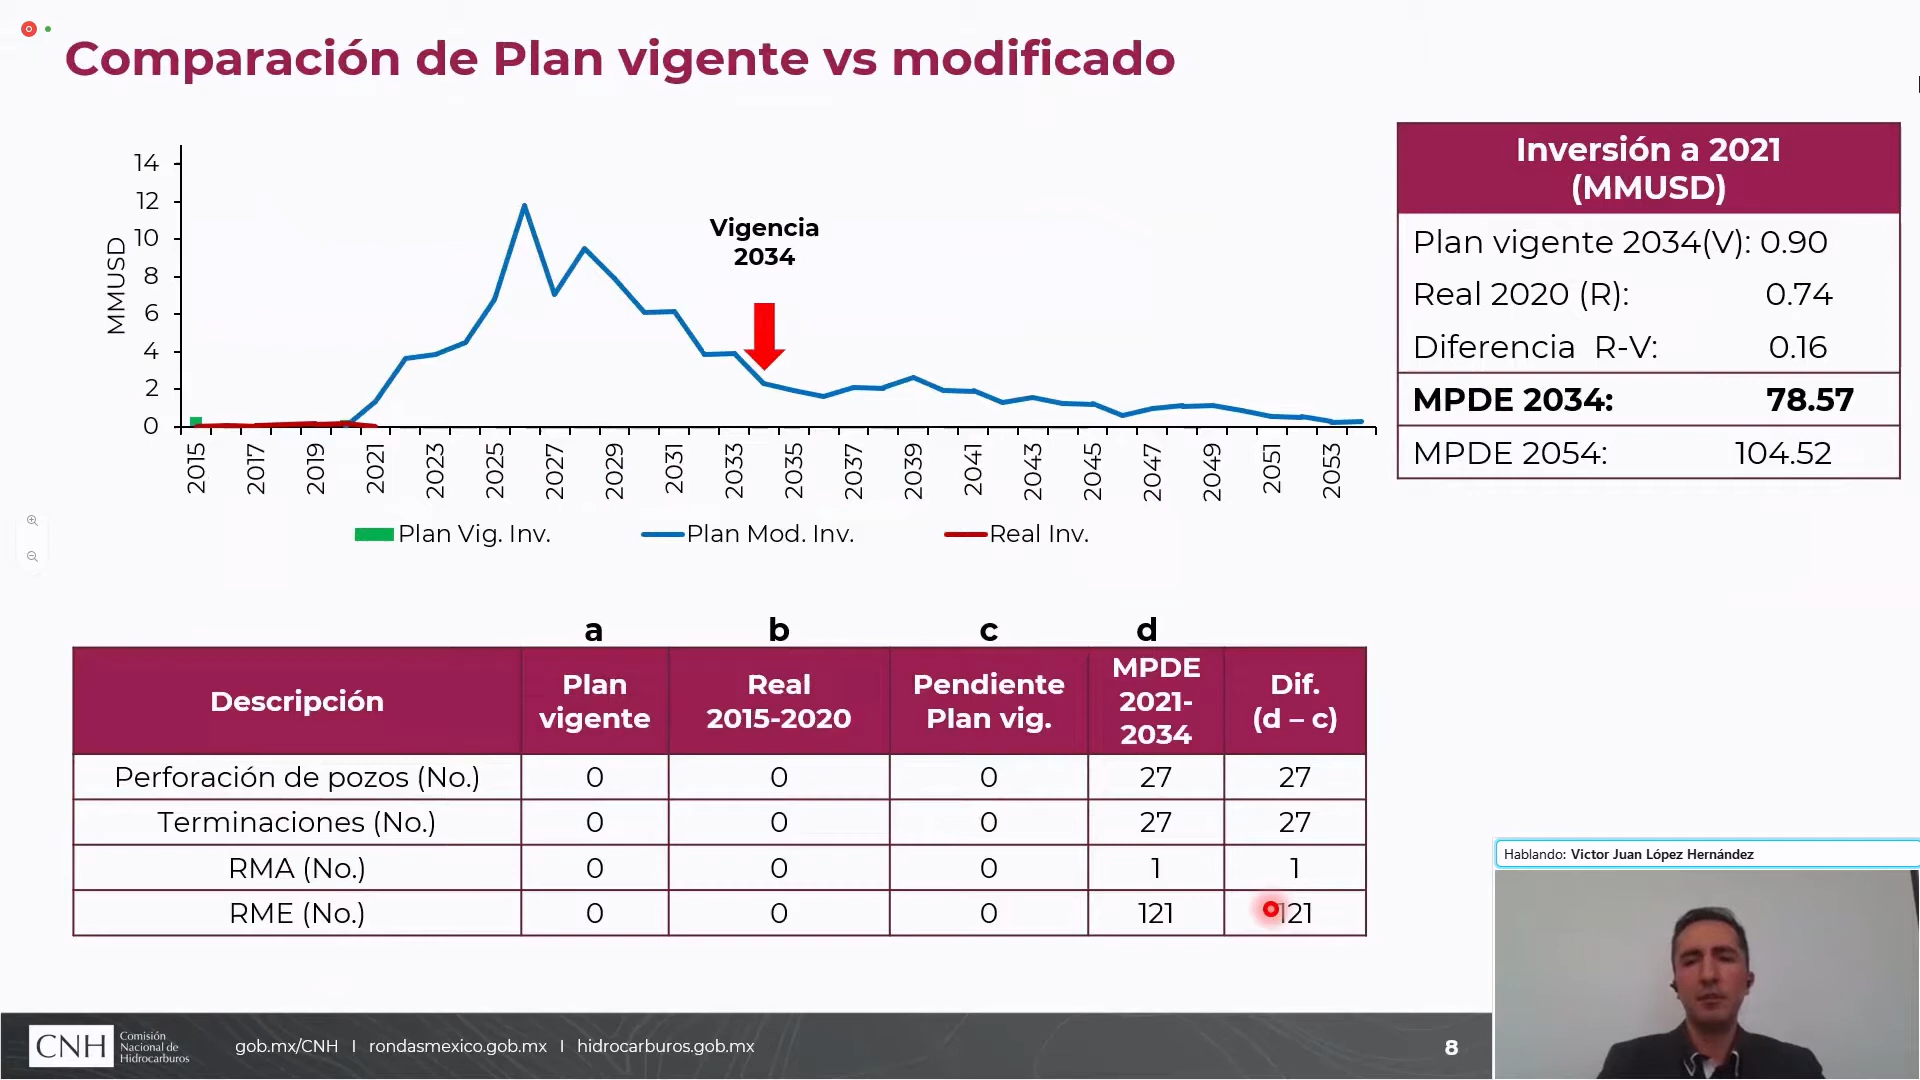 Comparación de Plan vigente vs modificado
14
12
10
8
6
4
2
0
MMUSD
Vigencia
2034
2015
2017
2019
2021
2023
2025
2027
2029
2031
2033
2035
2037
2039
2041
2043
2045
2047
2049
2051
2053
Plan Vig. Inv.
Plan Mod. Inv.
Real Inv.
Inversión a 2021
(MMUSD)
Plan vigente 2034(V): 0.90
Real 2020 (R): 0.74
Diferencia R-V: 0.16
MPDE 2034: 78.57
MPDE 2054: 104.52
a b c d
Descripción
Plan
vigente
Real
2015-2020
Pendiente
Plan vig.
MPDE
2021-
2034
Dif.
(d – c)
Perforación de pozos (No.) 0 0 0 27 27
Terminaciones (No.) 0 0 0 27 27
RMA (No.) 0 0 0 1 1
RME (No.) 0 0 0 121 121
Hablando: Victor Juan López Hernández
CNH
Comisión
Nacional de
Hidrocarburos
gob.mx/CNH I rondasmexico.gob.mx I hidrocarburos.gob.mx
8